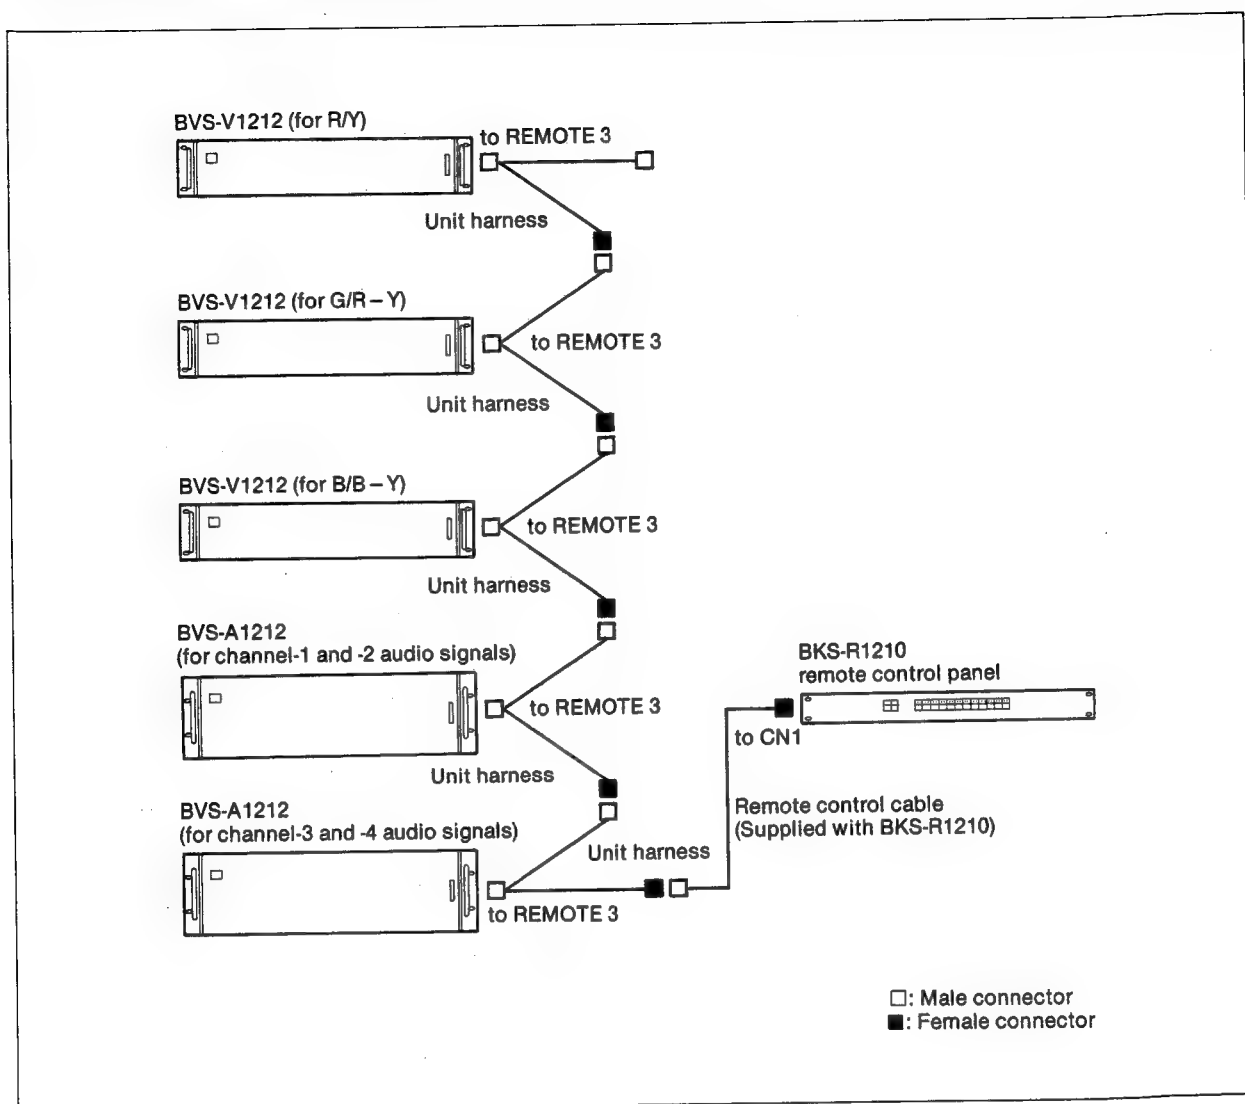 BVS-V1212 (for R/Y)
to REMOTE 3
Unit harness
BVS-V1212 (for G/R – Y)
to REMOTE 3
Unit harness
BVS-V1212 (for B/B – Y)
to REMOTE 3
Unit harness
BVS-A1212
(for channel-1 and -2 audio signals)
to REMOTE 3
Unit harness
BKS-R1210
remote control panel
to CN1
Remote control cable
(Supplied with BKS-R1210)
BVS-A1212
(for channel-3 and -4 audio signals)
Unit harness
to REMOTE 3
□: Male connector
■: Female connector